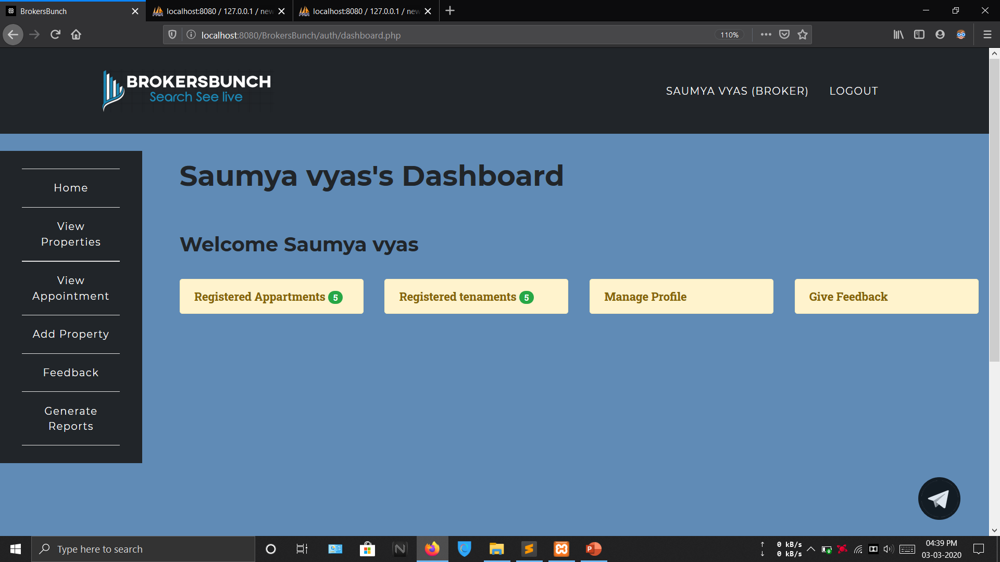 BrokersBunch
localhost:8080 / 127.0.0.1 / new
localhost:8080 / 127.0.0.1 / new
localhost:8080/BrokersBunch/auth/dashboard.php
110%
BROKERSBUNCH
Search See live
SAUMYA VYAS (BROKER)
LOGOUT
Home
View
Properties
View
Appointment
Add Property
Feedback
Generate
Reports
Saumya vyas's Dashboard
Welcome Saumya vyas
Registered Appartments 5
Registered tenaments 5
Manage Profile
Give Feedback
Type here to search
0 kB/s
0 kB/s
04:39 PM
03-03-2020